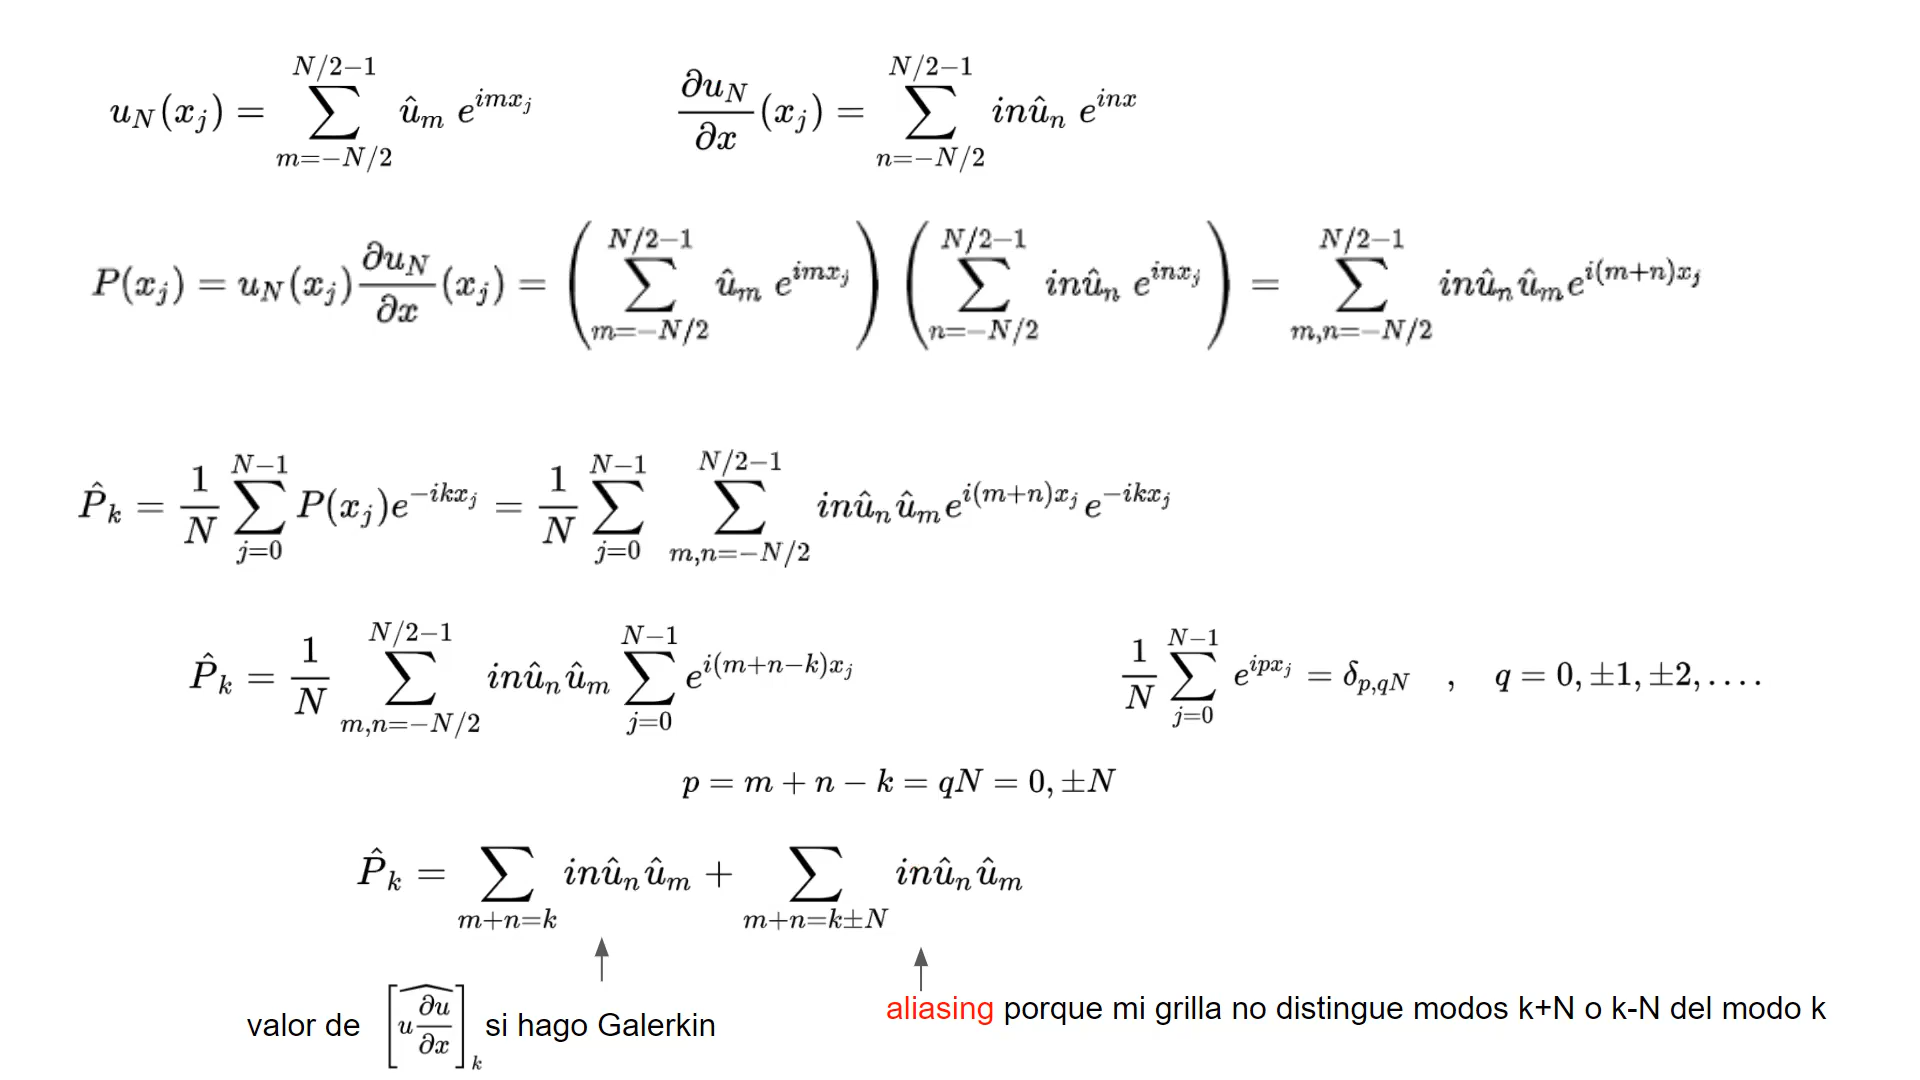 $u_N(x_j) = \sum_{m=-N/2}^{N/2-1} \hat{u}_m \, e^{imx_j}$ $\frac{\partial u_N}{\partial x}(x_j) = \sum_{n=-N/2}^{N/2-1} in\hat{u}_n \, e^{inx}$
$P(x_j) = u_N(x_j)\frac{\partial u_N}{\partial x}(x_j) = \left( \sum_{m=-N/2}^{N/2-1} \hat{u}_m \, e^{imx_j} \right) \left( \sum_{n=-N/2}^{N/2-1} in\hat{u}_n \, e^{inx_j} \right) = \sum_{m,n=-N/2}^{N/2-1} in\hat{u}_n\hat{u}_m e^{i(m+n)x_j}$
$\hat{P}_k = \frac{1}{N} \sum_{j=0}^{N-1} P(x_j)e^{-ikx_j} = \frac{1}{N} \sum_{j=0}^{N-1} \sum_{m,n=-N/2}^{N/2-1} in\hat{u}_n\hat{u}_m e^{i(m+n)x_j} e^{-ikx_j}$
$\hat{P}_k = \frac{1}{N} \sum_{m,n=-N/2}^{N/2-1} in\hat{u}_n\hat{u}_m \sum_{j=0}^{N-1} e^{i(m+n-k)x_j}$ $\frac{1}{N} \sum_{j=0}^{N-1} e^{ipx_j} = \delta_{p,qN} \quad , \quad q = 0, \pm 1, \pm 2, \ldots.$
$p = m + n - k = qN = 0, \pm N$
$\hat{P}_k = \sum_{m+n=k} in\hat{u}_n\hat{u}_m + \sum_{m+n=k\pm N} in\hat{u}_n\hat{u}_m$
valor de $\left[ \widehat{u\frac{\partial u}{\partial x}} \right]_k$ si hago Galerkin
aliasing porque mi grilla no distingue modos k+N o k-N del modo k